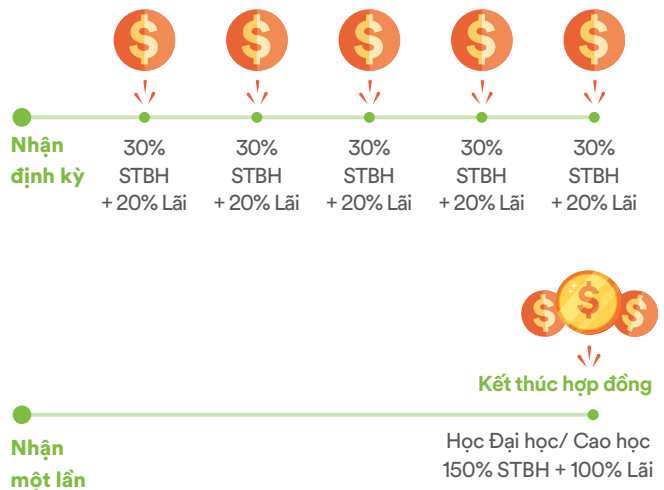 $ $ $ $ $
Nhận
định kỳ
30%
STBH
+ 20% Lãi
30%
STBH
+ 20% Lãi
30%
STBH
+ 20% Lãi
30%
STBH
+ 20% Lãi
30%
STBH
+ 20% Lãi
$ $ $
Kết thúc hợp đồng
Nhận
một lần
Học Đại học/ Cao học
150% STBH + 100% Lãi